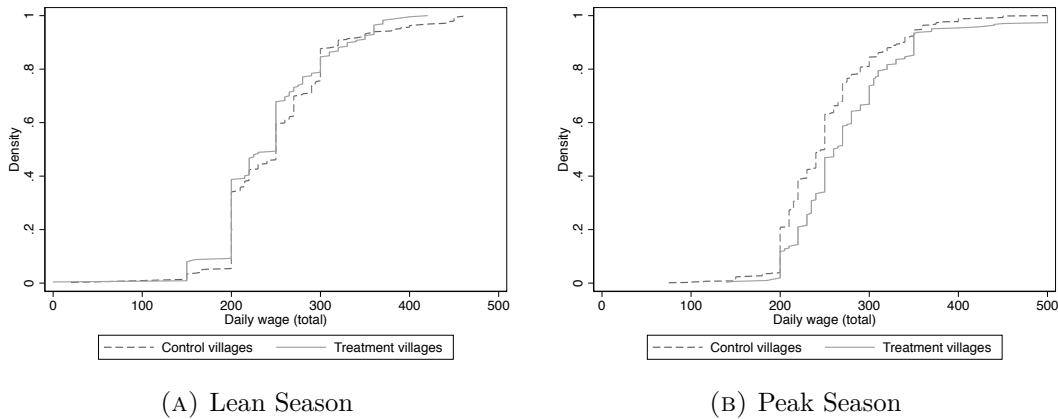 1
.8
.6
.4
.2
0
Density
0 100 200 300 400 500
Daily wage (total)
Control villages Treatment villages
(A) Lean Season
1
.8
.6
.4
.2
0
Density
0 100 200 300 400 500
Daily wage (total)
Control villages Treatment villages
(B) Peak Season